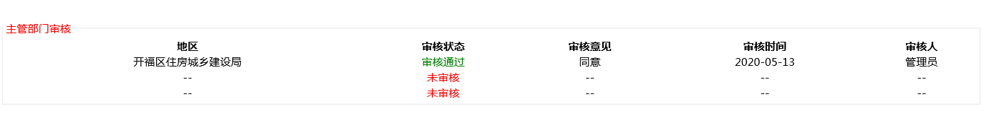 主管部门审核
地区 审核状态 审核意见 审核时间 审核人
开福区住房城乡建设局 审核通过 同意 2020-05-13 管理员
-- 未审核 -- -- --
-- 未审核 -- -- --